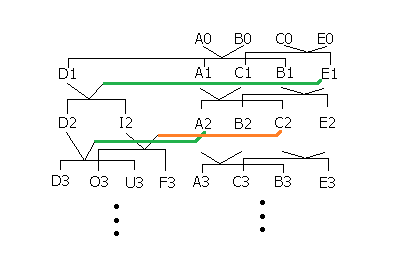 A0 B0 C0 E0
D1 A1 C1 B1 E1
D2 I2 A2 B2 C2 E2
D3 O3 U3 F3 A3 C3 B3 E3